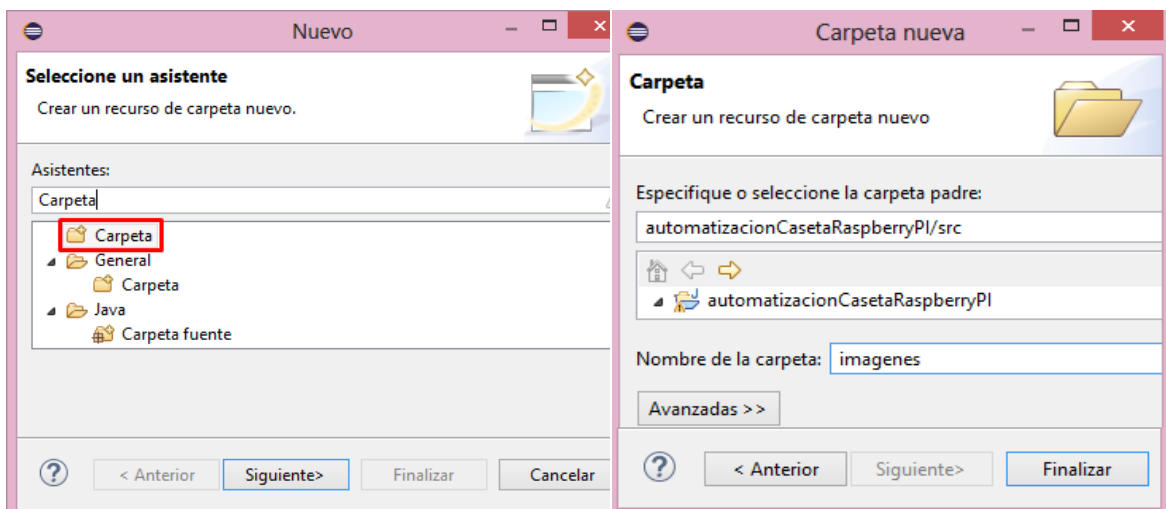 Nuevo
Seleccione un asistente
Crear un recurso de carpeta nuevo.
Asistentes:
Carpeta
Carpeta
General
Carpeta
Java
Carpeta fuente
< Anterior
Siguiente>
Finalizar
Cancelar
Carpeta nueva
Carpeta
Crear un recurso de carpeta nuevo
Especifique o seleccione la carpeta padre:
automatizacionCasetaRaspberryPI/src
automatizacionCasetaRaspberryPI
Nombre de la carpeta: imagenes
Avanzadas >>
< Anterior
Siguiente>
Finalizar